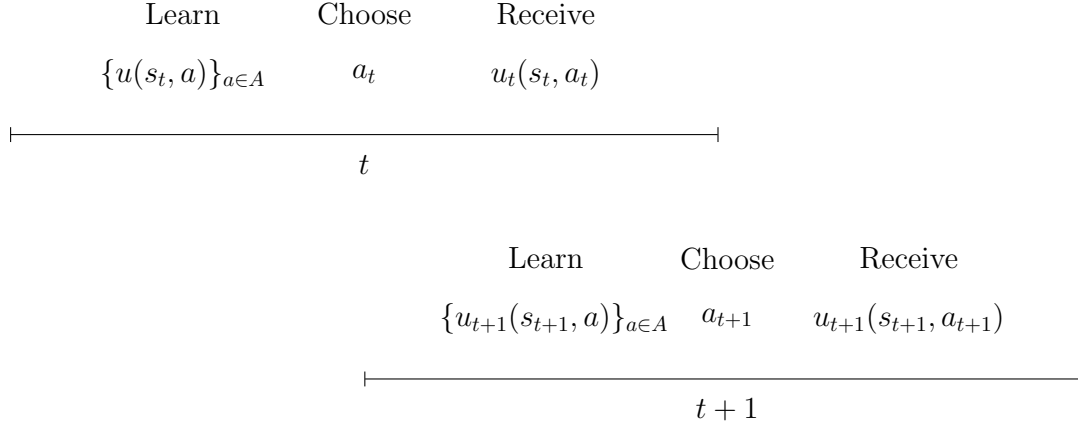 Learn Choose Receive
{u(s_t, a)}_{a∈A} a_t u_t(s_t, a_t)
t
Learn Choose Receive
{u_{t+1}(s_{t+1}, a)}_{a∈A} a_{t+1} u_{t+1}(s_{t+1}, a_{t+1})
t + 1